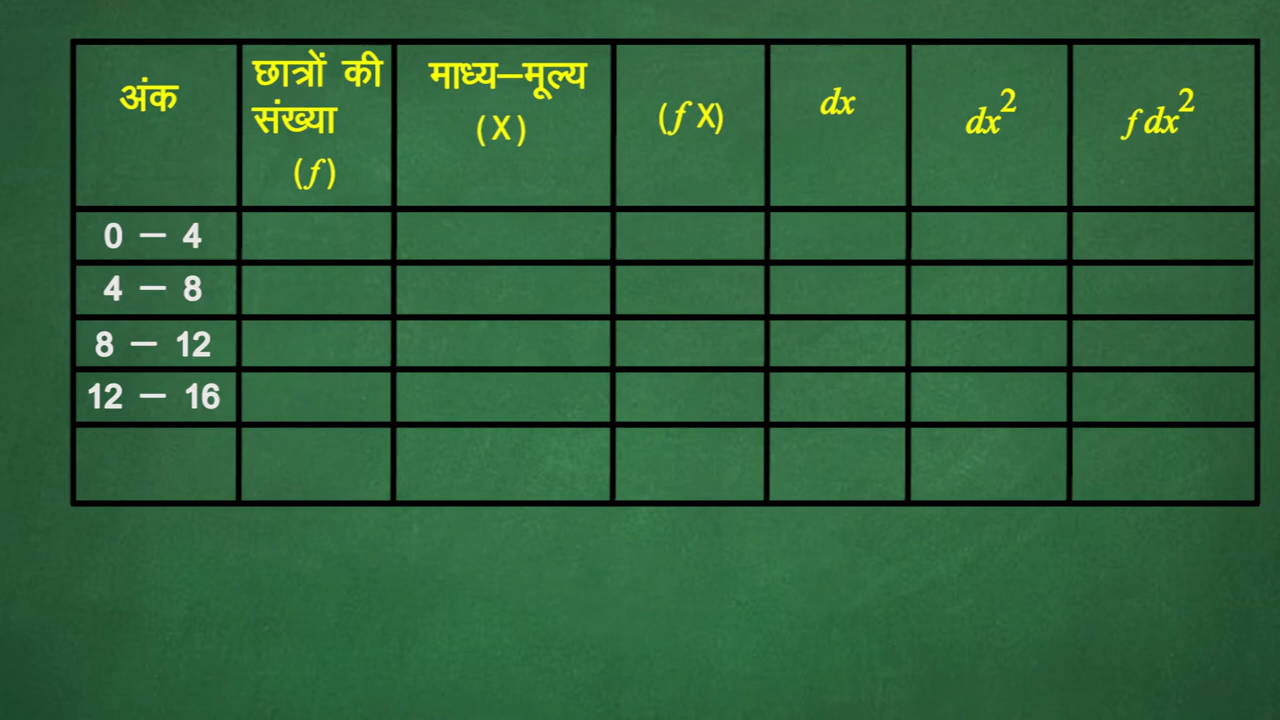 अंक
छात्रों की
संख्या
(f)
माध्य–मूल्य
(X)
(f X)
dx
dx²
f dx²
0 – 4
4 – 8
8 – 12
12 – 16